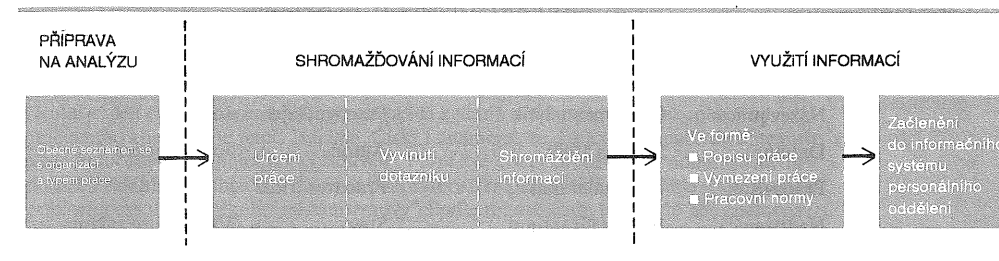 PŘÍPRAVA
NA ANALÝZU
SHROMAŽĎOVÁNÍ INFORMACÍ
VYUŽITÍ INFORMACÍ
Obecné seznámení se
s organizací
a typem práce
Určení
práce
Vyvinutí
dotazníku
Shromáždění
informací
Ve formě:
■ Popisu práce
■ Vymezení práce
■ Pracovní normy
Začlenění
do informačního
systemu
personálního
oddělení